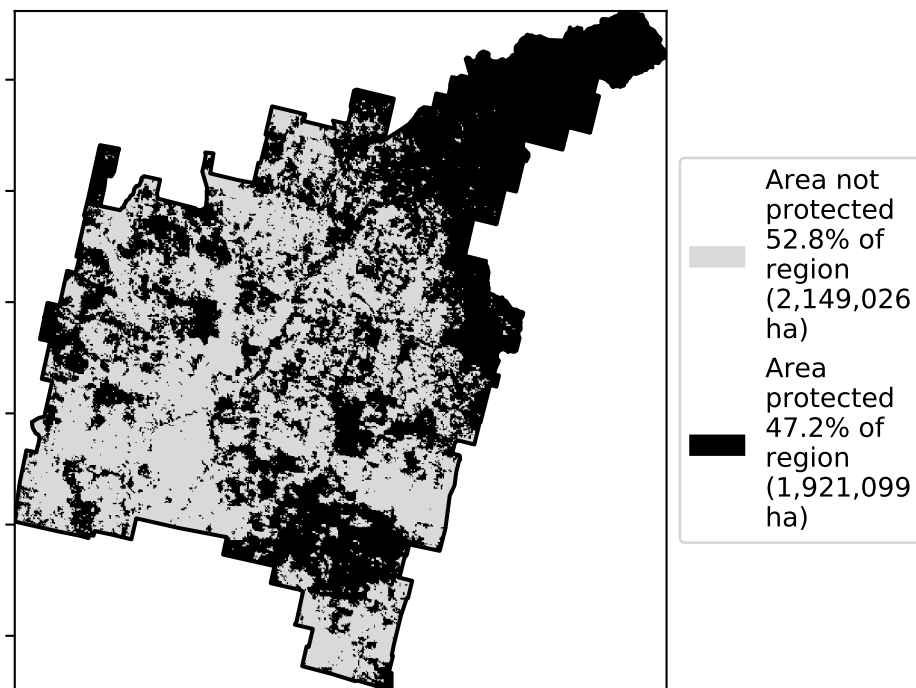 Area not
protected
52.8% of
region
(2,149,026
ha)
Area
protected
47.2% of
region
(1,921,099
ha)